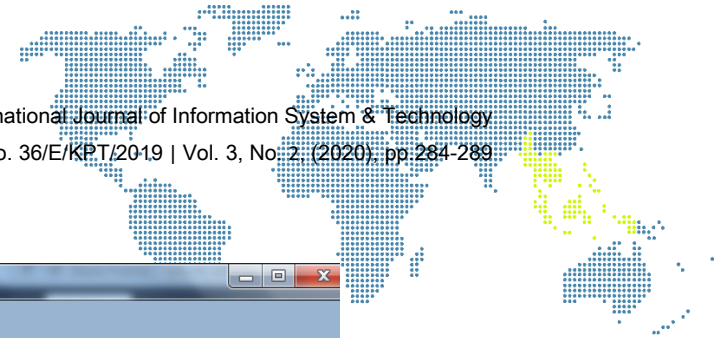 national Journal of Information System & Technology
o. 36/E/KPT/2019 | Vol. 3, No. 2, (2020), pp.284-289